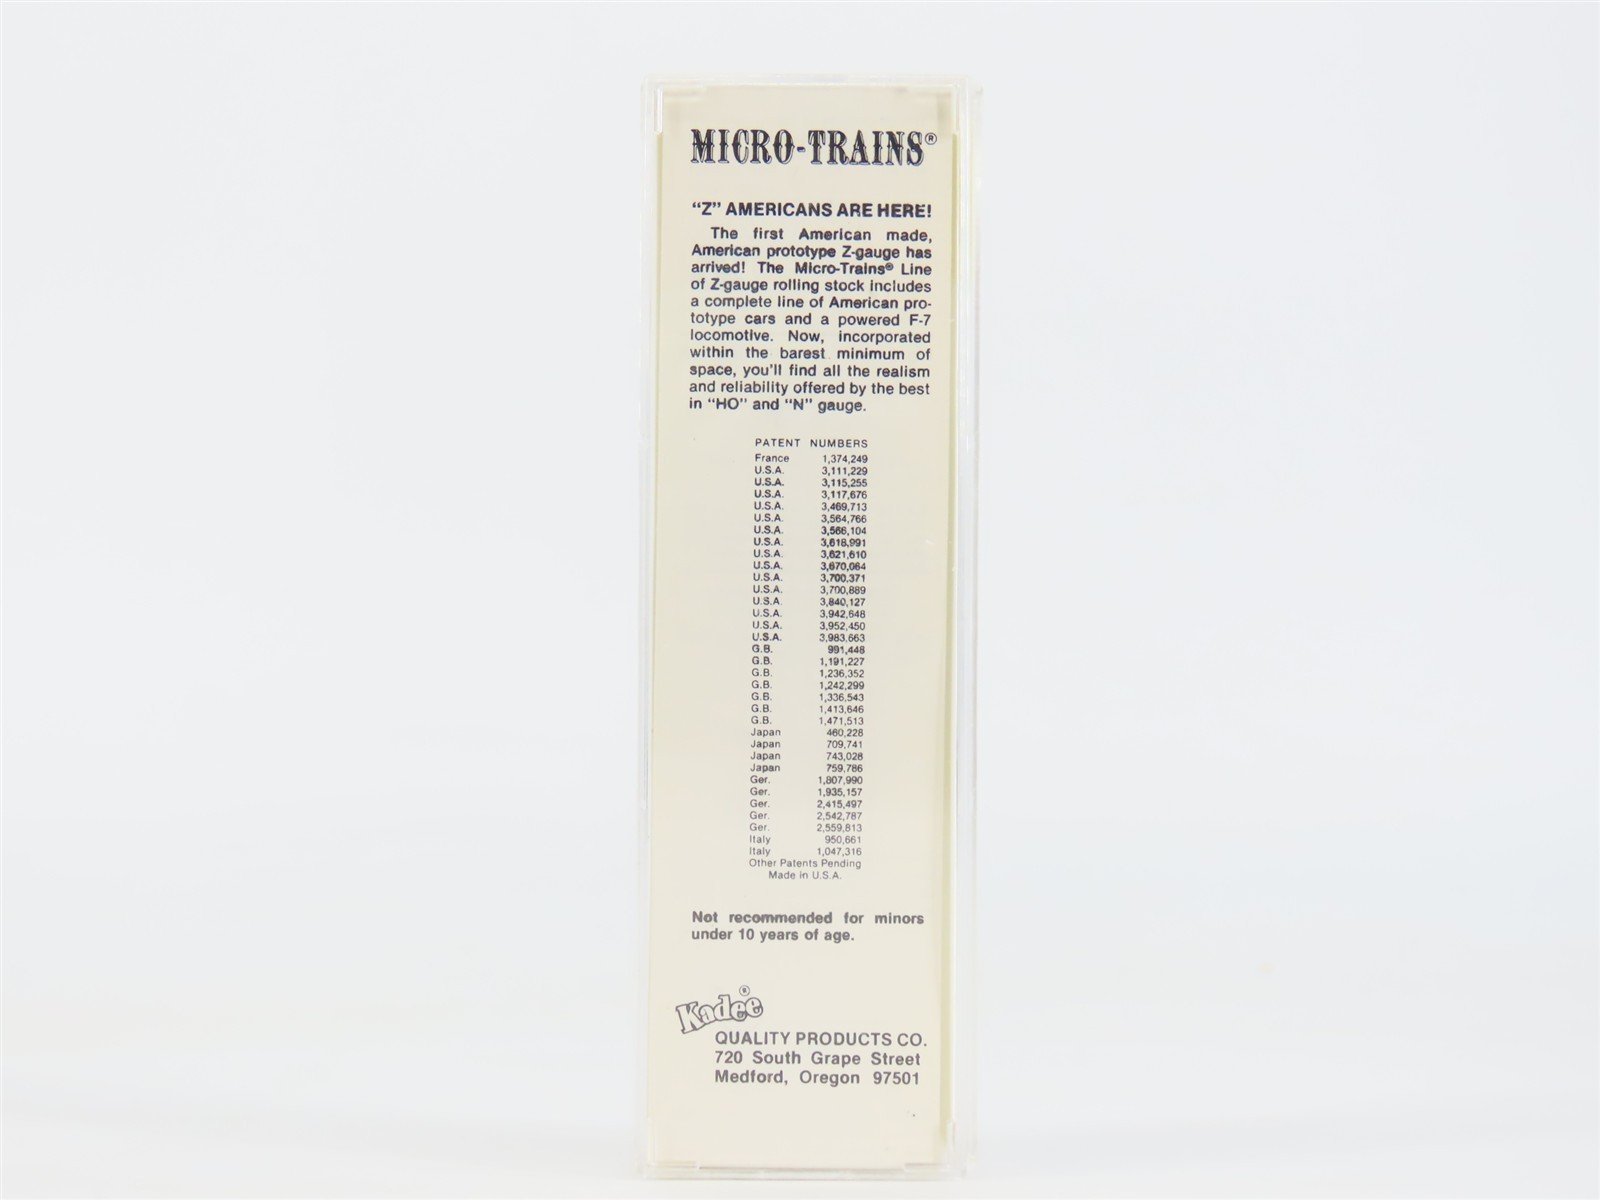 MICRO-TRAINS®
“Z” AMERICANS ARE HERE!
The first American made,
American prototype Z-gauge has
arrived! The Micro-Trains® Line
of Z-gauge rolling stock includes
a complete line of American pro-
totype cars and a powered F-7
locomotive. Now, incorporated
within the barest minimum of
space, you'll find all the realism
and reliability offered by the best
in “HO” and “N” gauge.
PATENT NUMBERS
France 1,374,249
U.S.A. 3,111,229
U.S.A. 3,115,255
U.S.A. 3,117,676
U.S.A. 3,469,713
U.S.A. 3,564,766
U.S.A. 3,566,104
U.S.A. 3,618,991
U.S.A. 3,621,610
U.S.A. 3,670,064
U.S.A. 3,700,371
U.S.A. 3,700,889
U.S.A. 3,840,127
U.S.A. 3,942,648
U.S.A. 3,952,450
U.S.A. 3,983,663
G.B. 991,448
G.B. 1,191,227
G.B. 1,236,352
G.B. 1,242,299
G.B. 1,336,543
G.B. 1,413,646
G.B. 1,471,513
Japan 460,228
Japan 709,741
Japan 743,028
Japan 759,786
Ger. 1,807,990
Ger. 1,935,157
Ger. 2,415,497
Ger. 2,542,787
Ger. 2,559,813
Italy 950,661
Italy 1,047,316
Other Patents Pending
Made in U.S.A.
Not recommended for minors
under 10 years of age.
Kadee®
QUALITY PRODUCTS CO.
720 South Grape Street
Medford, Oregon 97501